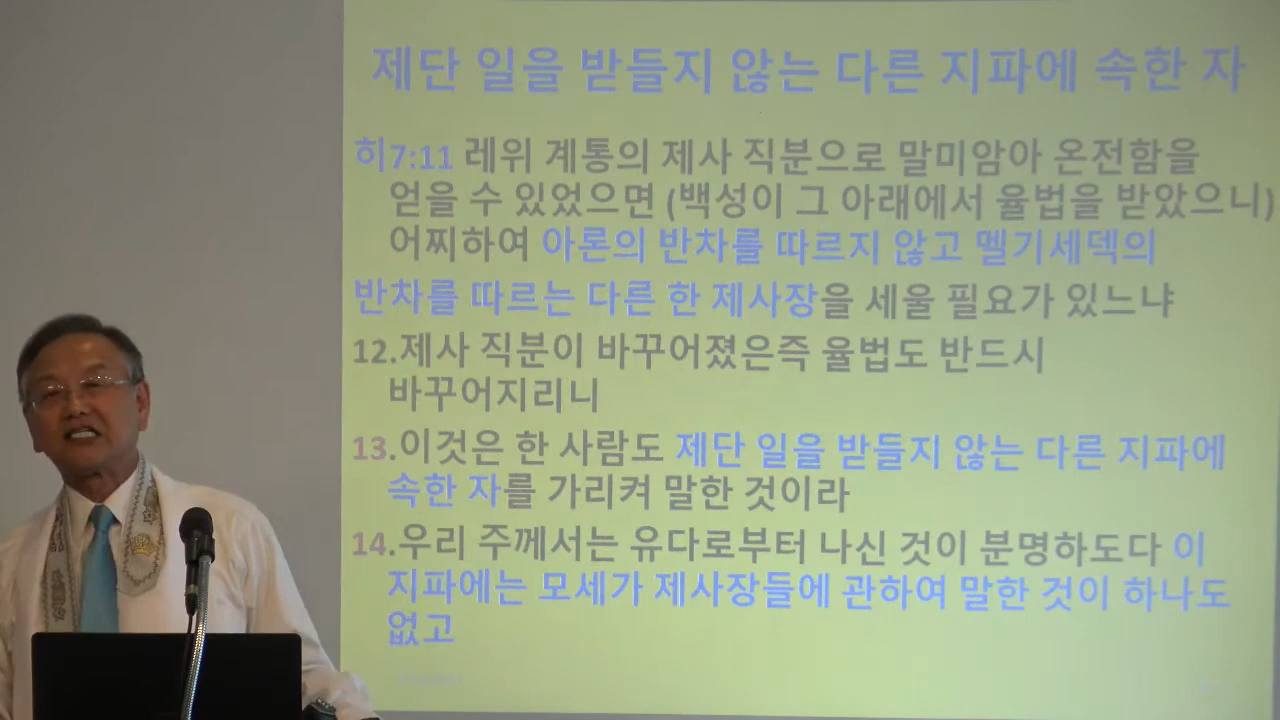 제단 일을 받들지 않는 다른 지파에 속한 자
히7:11 레위 계통의 제사 직분으로 말미암아 온전함을
얻을 수 있었으면 (백성이 그 아래에서 율법을 받았으니)
어찌하여 아론의 반차를 따르지 않고 멜기세덱의
반차를 따르는 다른 한 제사장을 세울 필요가 있느냐
12.제사 직분이 바꾸어졌은즉 율법도 반드시
바꾸어지리니
13.이것은 한 사람도 제단 일을 받들지 않는 다른 지파에
속한 자를 가리켜 말한 것이라
14.우리 주께서는 유다로부터 나신 것이 분명하도다 이
지파에는 모세가 제사장들에 관하여 말한 것이 하나도
없고